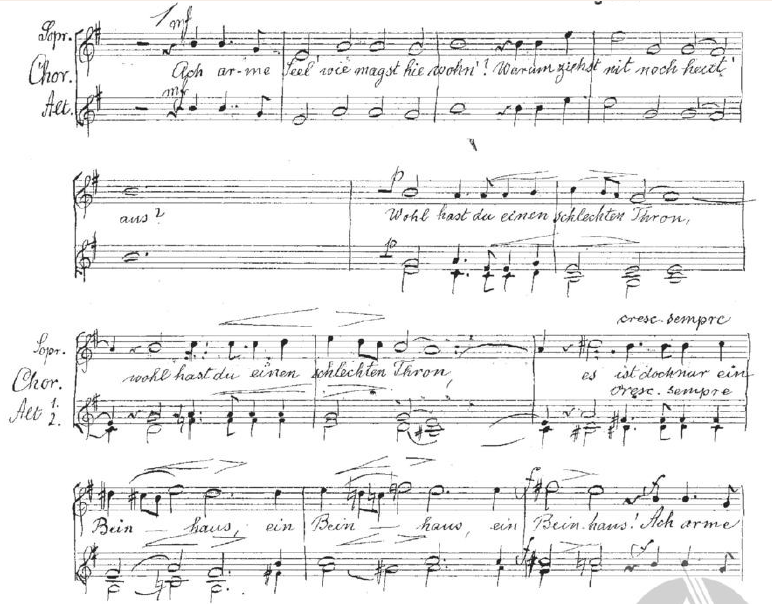 1
mf
Sopr.
Chor.
Ach ar-me Seel' wie magst hie wohn'! Warum ziehst nit noch heut'
mf
Alt.
p
aus?
Wohl hast du einen schlechten Thron,
p
cresc. sempre
Sopr.
Chor.
wohl hast du einen schlechten Thron, es ist doch nur ein
cresc. sempre
Alt 1.
2.
f f
Bein — haus, ein Bein — haus, ein Bein-haus! Ach arme
f f